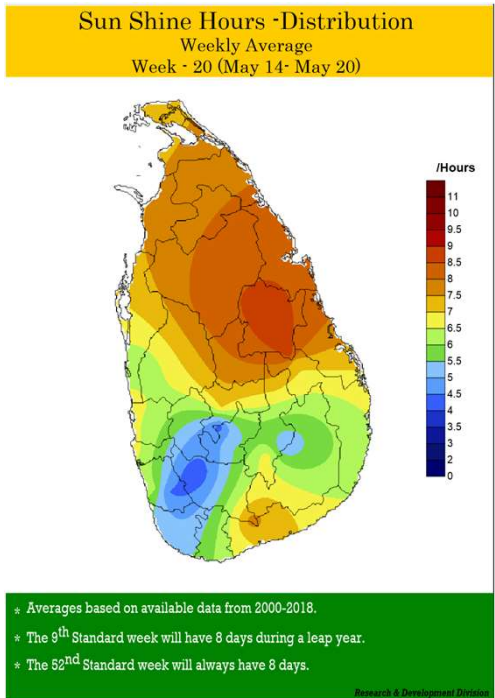 Sun Shine Hours -Distribution
Weekly Average
Week - 20 (May 14- May 20)
/Hours
11
10
9.5
9
8.5
8
7.5
7
6.5
6
5.5
5
4.5
4
3.5
3
2
0
* Averages based on available data from 2000-2018.
* The 9th Standard week will have 8 days during a leap year.
* The 52nd Standard week will always have 8 days.
Research & Development Division